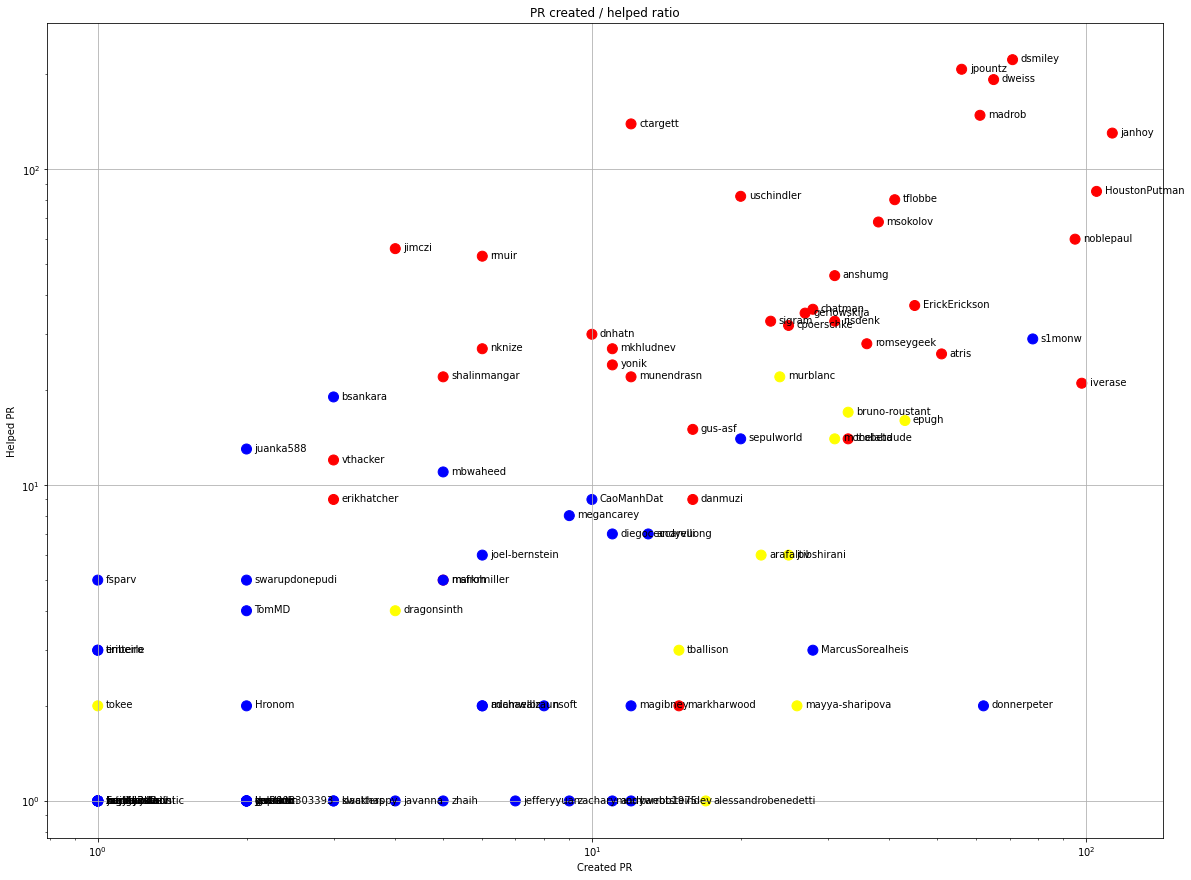 PR created / helped ratio
dsmiley
jpountz
dweiss
madrob
ctargett
janhoy
10²
HoustonPutman
uschindler
tflobbe
msokolov
noblepaul
jimczi
rmuir
anshumg
ErickErickson
chatman
gerlowskija
sigram
risdenk
cpoerschke
dnhatn
s1monw
romseygeek
nknize
mkhludnev
atris
yonik
shalinmangar
munendrasn
murblanc
iverase
bsankara
bruno-roustant
epugh
gus-asf
sepulworld
juanka588
vthacker
mbwaheed
10¹
erikhatcher
CaoManhDat
danmuzi
megancarey
joel-bernstein
fsparv
swarupdonepudi
TomMD
dragonsinth
tballison
MarcusSorealheis
tokee
Hronom
magibney
markharwood
mayya-sharipova
donnerpeter
10⁰
javanna
zhaih
jefferyyuan
alessandrobenedetti
Helped PR
10⁰
10¹
10²
Created PR